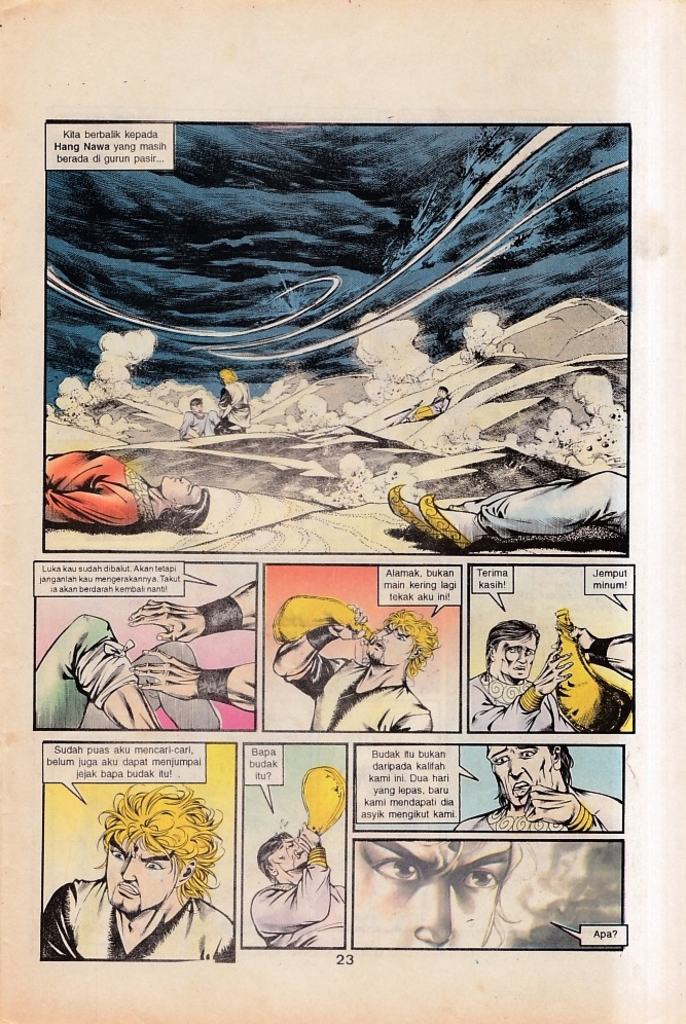 Kita berbalik kepada
Hang Nawa yang masih
berada di gurun pasir...
Luka kau sudah dibalut. Akan tetapi
janganlah kau mengerakannya. Takut
ia akan berdarah kembali nanti!
Alamak, bukan
main kering lagi
tekak aku ini!
Terima
kasih!
Jemput
minum!
Sudah puas aku mencari-cari,
belum juga aku dapat menjumpai
jejak bapa budak itu! .
Bapa
budak
itu?
Budak itu bukan
daripada kalifah
kami ini. Dua hari
yang lepas, baru
kami mendapati dia
asyik mengikut kami.
Apa?
23